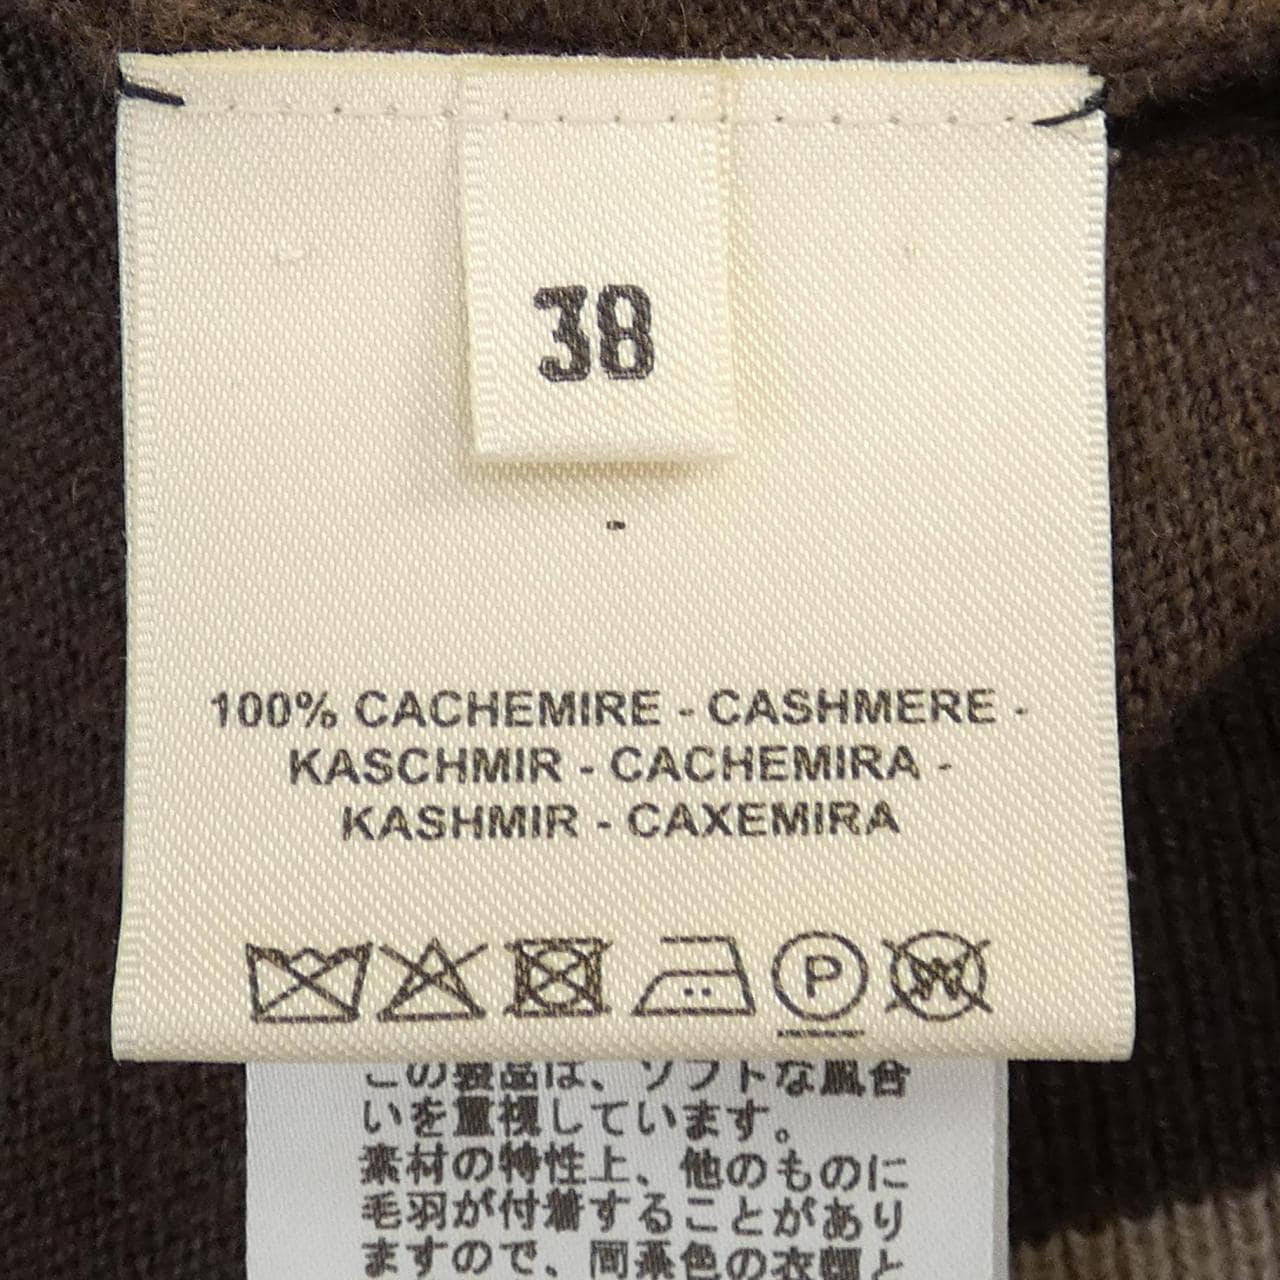 38
-
100% CACHEMIRE - CASHMERE -
KASCHMIR - CACHEMIRA -
KASHMIR - CAXEMIRA
P
W
この製品は、ソフトな風合
いを重視しています。
素材の特性上、他のものに
毛羽が付着することがあり
ますので、同系色の衣類と